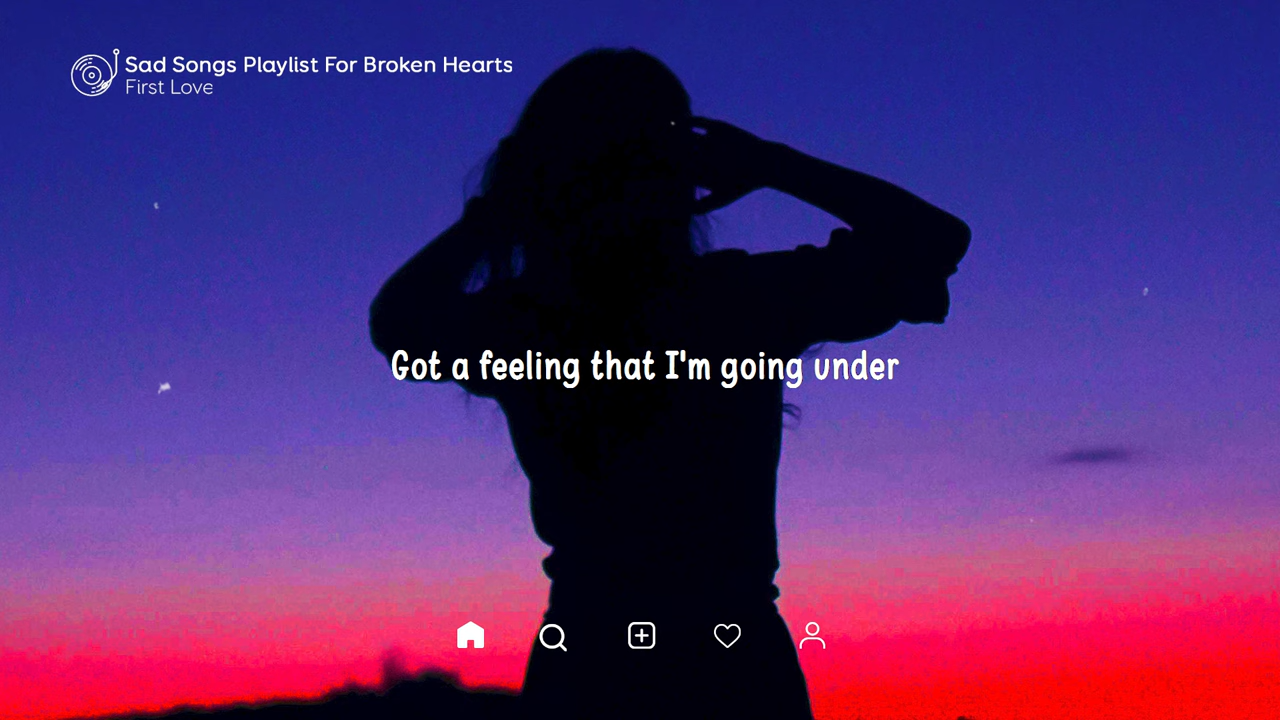 Sad Songs Playlist For Broken Hearts
First Love
Got a feeling that I'm going under